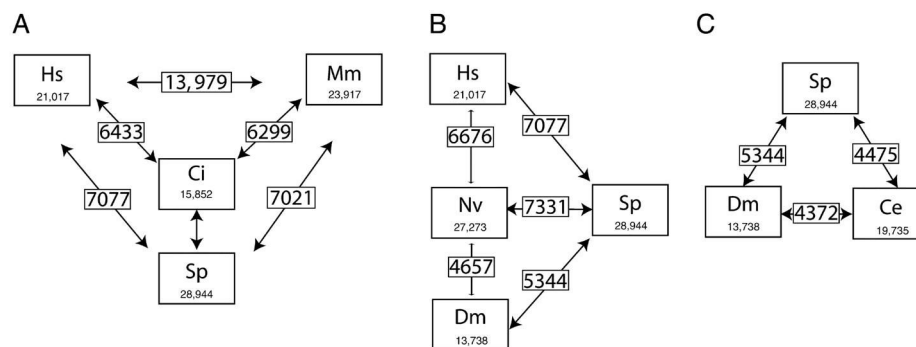 A
Hs
21,017
13,979
Mm
23,917
6433
6299
Ci
15,852
7077
7021
Sp
28,944
B
Hs
21,017
6676
7077
Nv
27,273
7331
Sp
28,944
4657
5344
Dm
13,738
C
Sp
28,944
5344
4475
Dm
13,738
4372
Ce
19,735